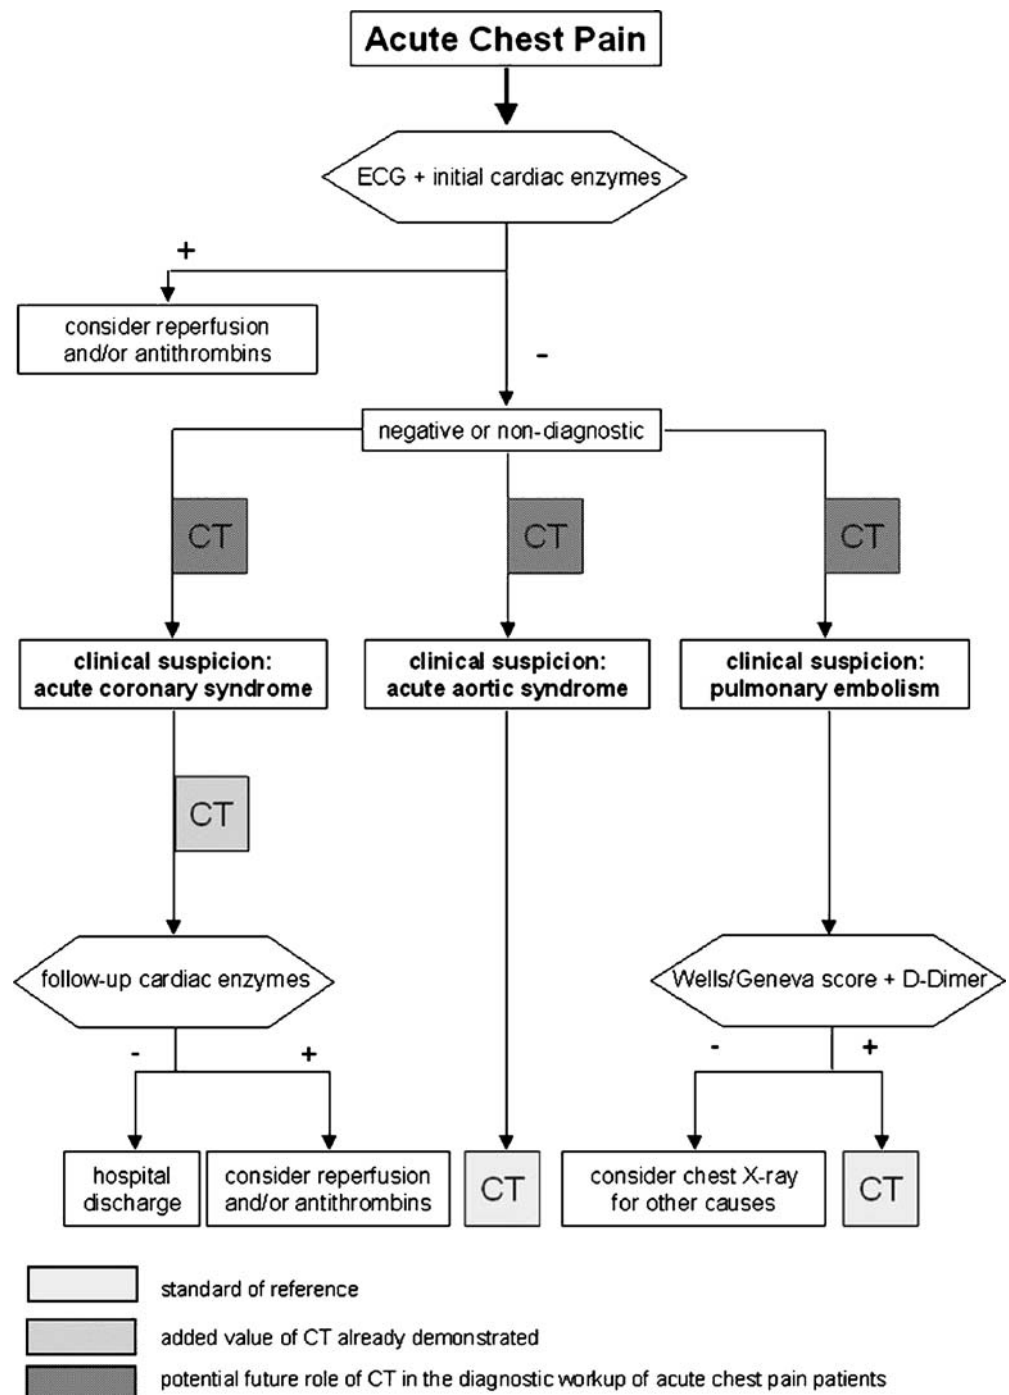 Acute Chest Pain
ECG + initial cardiac enzymes
+
consider reperfusion
and/or antithrombins
-
negative or non-diagnostic
CT
CT
CT
clinical suspicion:
acute coronary syndrome
clinical suspicion:
acute aortic syndrome
clinical suspicion:
pulmonary embolism
CT
follow-up cardiac enzymes
Wells/Geneva score + D-Dimer
-
+
-
+
hospital
discharge
consider reperfusion
and/or antithrombins
CT
consider chest X-ray
for other causes
CT
standard of reference
added value of CT already demonstrated
potential future role of CT in the diagnostic workup of acute chest pain patients